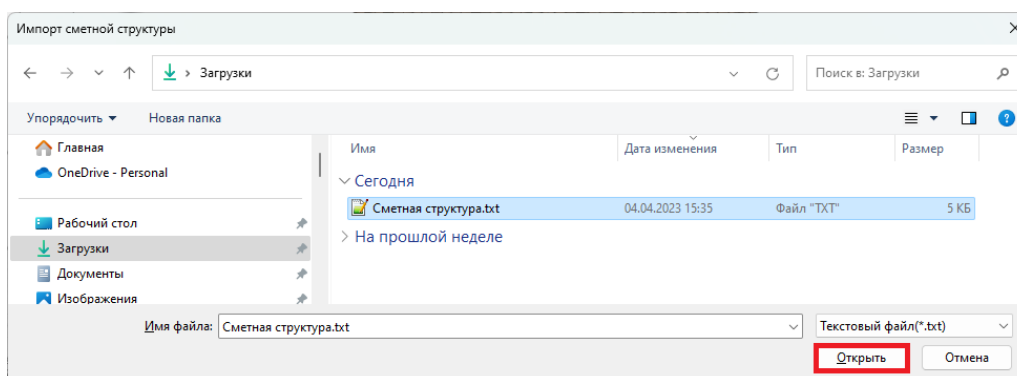 Импорт сметной структуры
Загрузки
Поиск в: Загрузки
Упорядочить
Новая папка
Главная
OneDrive - Personal
Рабочий стол
Загрузки
Документы
Изображения
Имя Дата изменения Тип Размер
Сегодня
Сметная структура.txt 04.04.2023 15:35 Файл "TXT" 5 КБ
На прошлой неделе
Имя файла: Сметная структура.txt Текстовый файл(*.txt)
Открыть Отмена